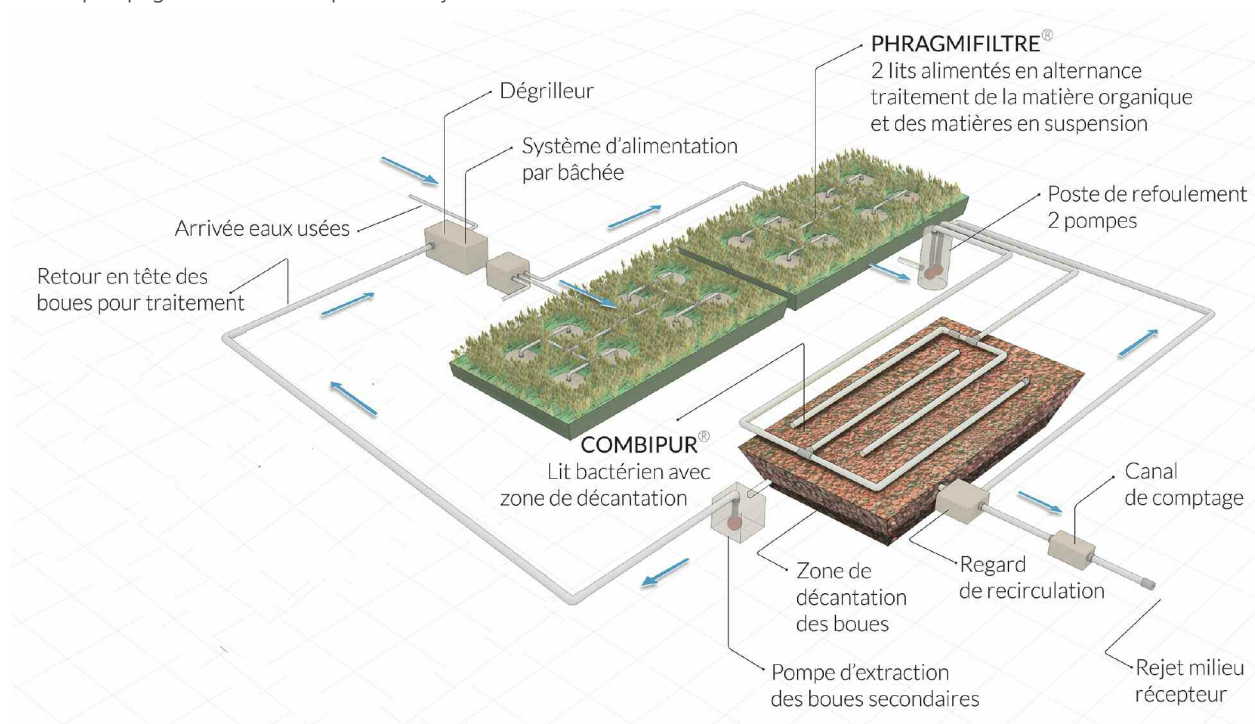 PHRAGMIFILTRE®
2 lits alimentés en alternance
traitement de la matière organique
et des matières en suspension
Dégrilleur
Système d'alimentation
par bâchée
Poste de refoulement
2 pompes
Arrivée eaux usées
Retour en tête des
boues pour traitement
COMBIPUR®
Lit bactérien avec
zone de décantation
Canal
de comptage
Zone de
décantation
des boues
Regard
de recirculation
Pompe d'extraction
des boues secondaires
Rejet milieu
récepteur